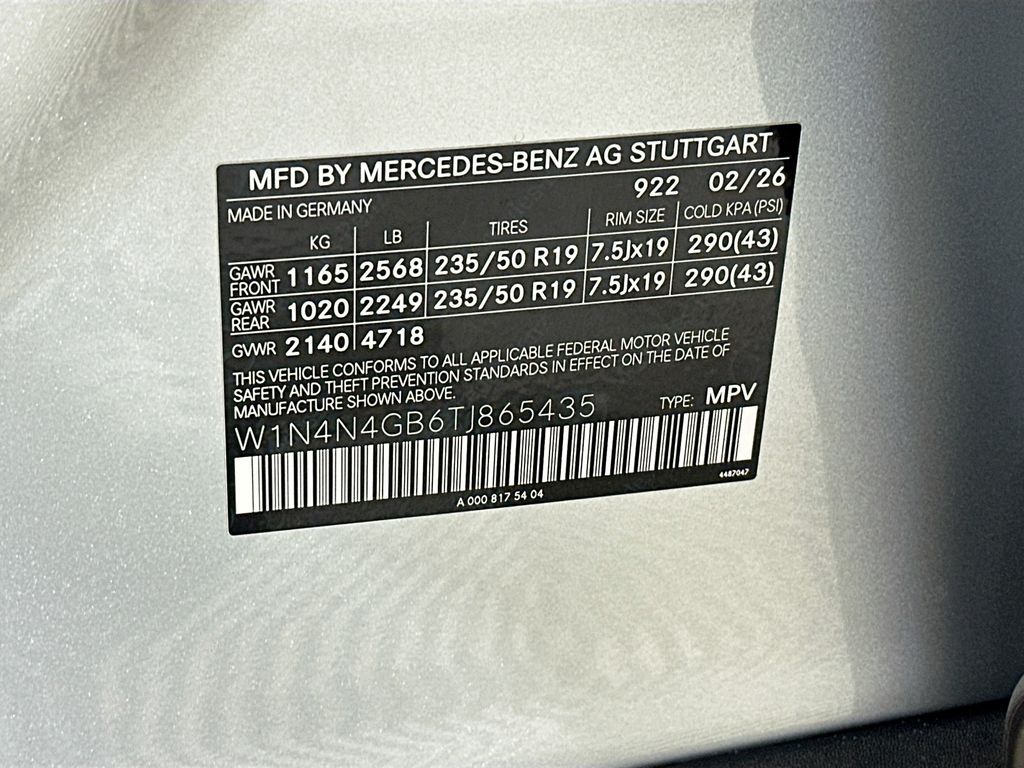 MFD BY MERCEDES-BENZ AG STUTTGART
MADE IN GERMANY 922 02/26
KG LB TIRES RIM SIZE COLD KPA (PSI)
GAWR FRONT 1165 2568 235/50 R19 7.5Jx19 290(43)
GAWR REAR 1020 2249 235/50 R19 7.5Jx19 290(43)
GVWR 2140 4718
THIS VEHICLE CONFORMS TO ALL APPLICABLE FEDERAL MOTOR VEHICLE
SAFETY AND THEFT PREVENTION STANDARDS IN EFFECT ON THE DATE OF
MANUFACTURE SHOWN ABOVE.
W1N4N4GB6TJ865435 TYPE: MPV
A 000 817 54 04 4487047